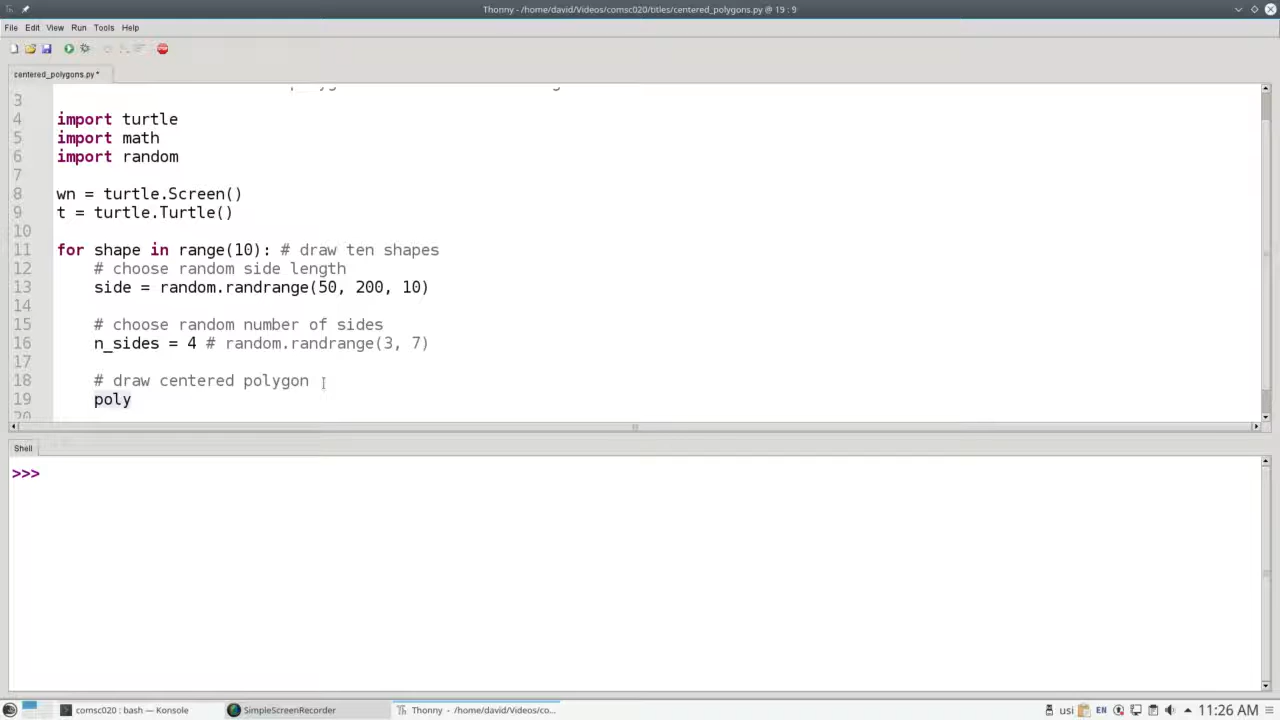 Thonny - /home/david/Videos/comsc020/titles/centered_polygons.py @ 19 : 9
File Edit View Run Tools Help
centered_polygons.py *
3
4 import turtle
5 import math
6 import random
7
8 wn = turtle.Screen()
9 t = turtle.Turtle()
10
11 for shape in range(10): # draw ten shapes
12 # choose random side length
13 side = random.randrange(50, 200, 10)
14
15 # choose random number of sides
16 n_sides = 4 # random.randrange(3, 7)
17
18 # draw centered polygon
19 poly
20
Shell
>>>
comsc020 : bash — Konsole
SimpleScreenRecorder
Thonny - /home/david/Videos/co...
usi EN 11:26 AM